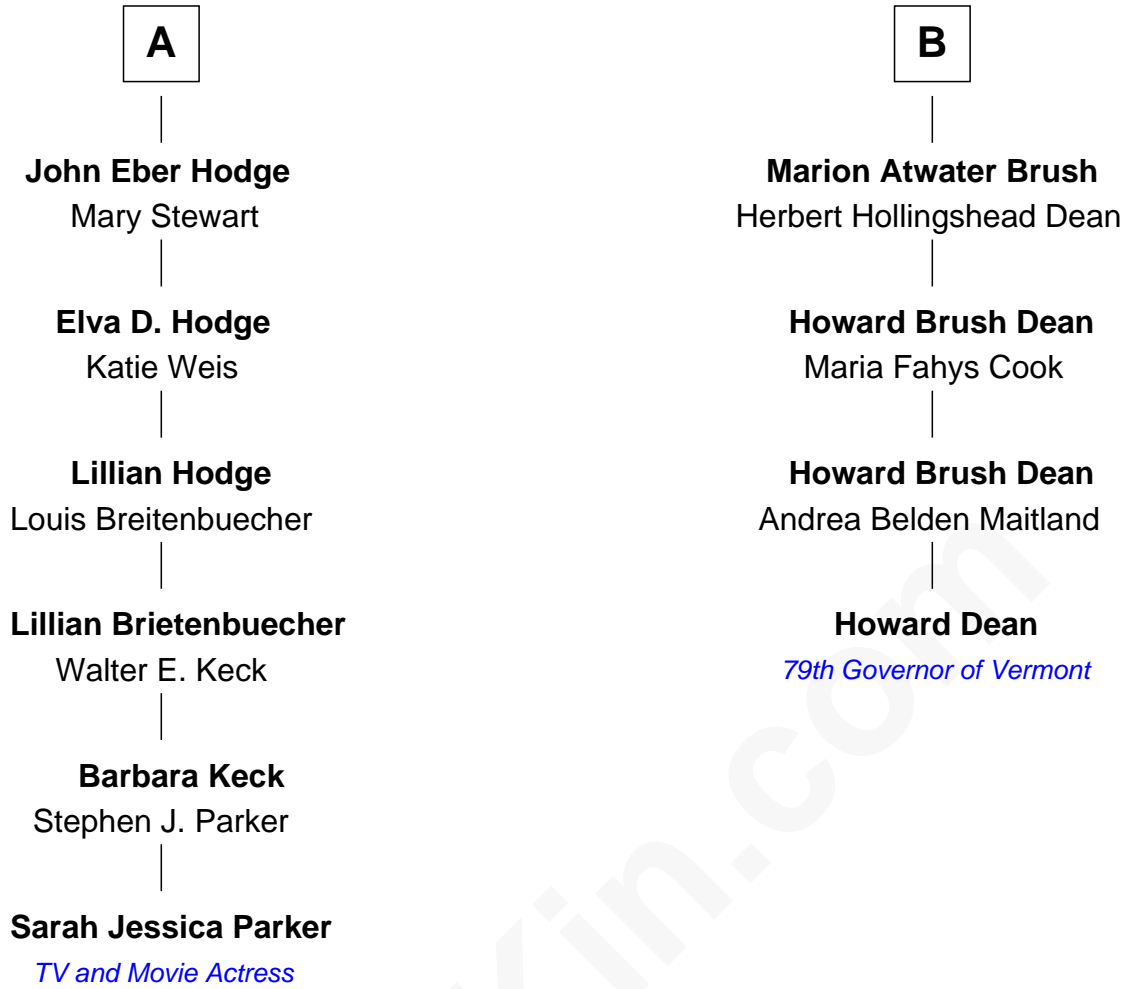 A
John Eber Hodge
Mary Stewart
Elva D. Hodge
Katie Weis
Lillian Hodge
Louis Breitenbuecher
Lillian Brietenbuecher
Walter E. Keck
Barbara Keck
Stephen J. Parker
Sarah Jessica Parker
TV and Movie Actress
B
Marion Atwater Brush
Herbert Hollingshead Dean
Howard Brush Dean
Maria Fahys Cook
Howard Brush Dean
Andrea Belden Maitland
Howard Dean
79th Governor of Vermont
Kin.com